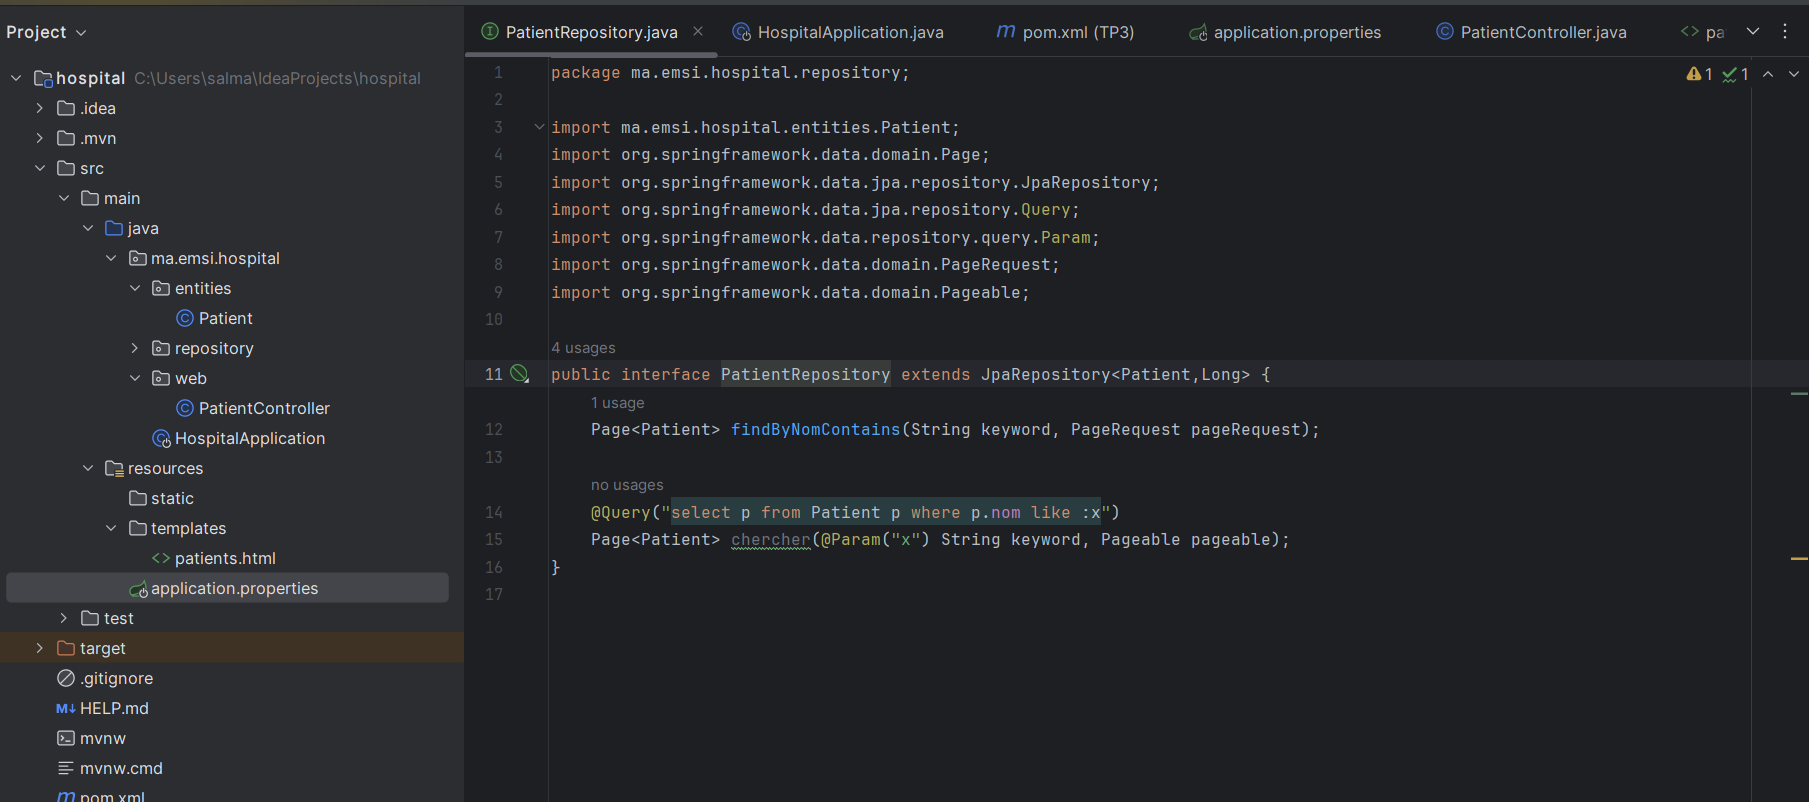 Project
PatientRepository.java
HospitalApplication.java
pom.xml (TP3)
application.properties
PatientController.java
<> pa
hospital C:\Users\salma\IdeaProjects\hospital
.idea
.mvn
src
main
java
ma.emsi.hospital
entities
Patient
repository
web
PatientController
HospitalApplication
resources
static
templates
<> patients.html
application.properties
test
target
.gitignore
M↓ HELP.md
mvnw
mvnw.cmd
m pom.xml
1 package ma.emsi.hospital.repository;
1 1
2
3 import ma.emsi.hospital.entities.Patient;
4 import org.springframework.data.domain.Page;
5 import org.springframework.data.jpa.repository.JpaRepository;
6 import org.springframework.data.jpa.repository.Query;
7 import org.springframework.data.repository.query.Param;
8 import org.springframework.data.domain.PageRequest;
9 import org.springframework.data.domain.Pageable;
10
4 usages
11 public interface PatientRepository extends JpaRepository<Patient,Long> {
1 usage
12 Page<Patient> findByNomContains(String keyword, PageRequest pageRequest);
13
no usages
14 @Query("select p from Patient p where p.nom like :x")
15 Page<Patient> chercher(@Param("x") String keyword, Pageable pageable);
16 }
17